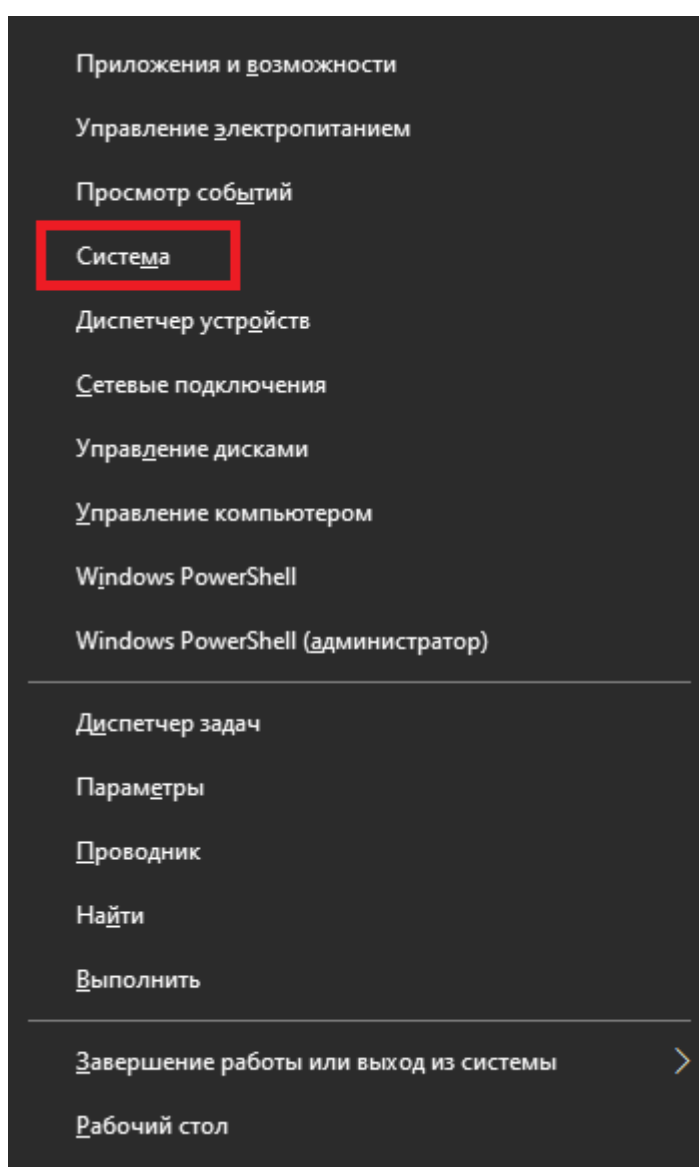 Приложения и возможности
Управление электропитанием
Просмотр событий
Система
Диспетчер устройств
Сетевые подключения
Управление дисками
Управление компьютером
Windows PowerShell
Windows PowerShell (администратор)
Диспетчер задач
Параметры
Проводник
Найти
Выполнить
Завершение работы или выход из системы
Рабочий стол